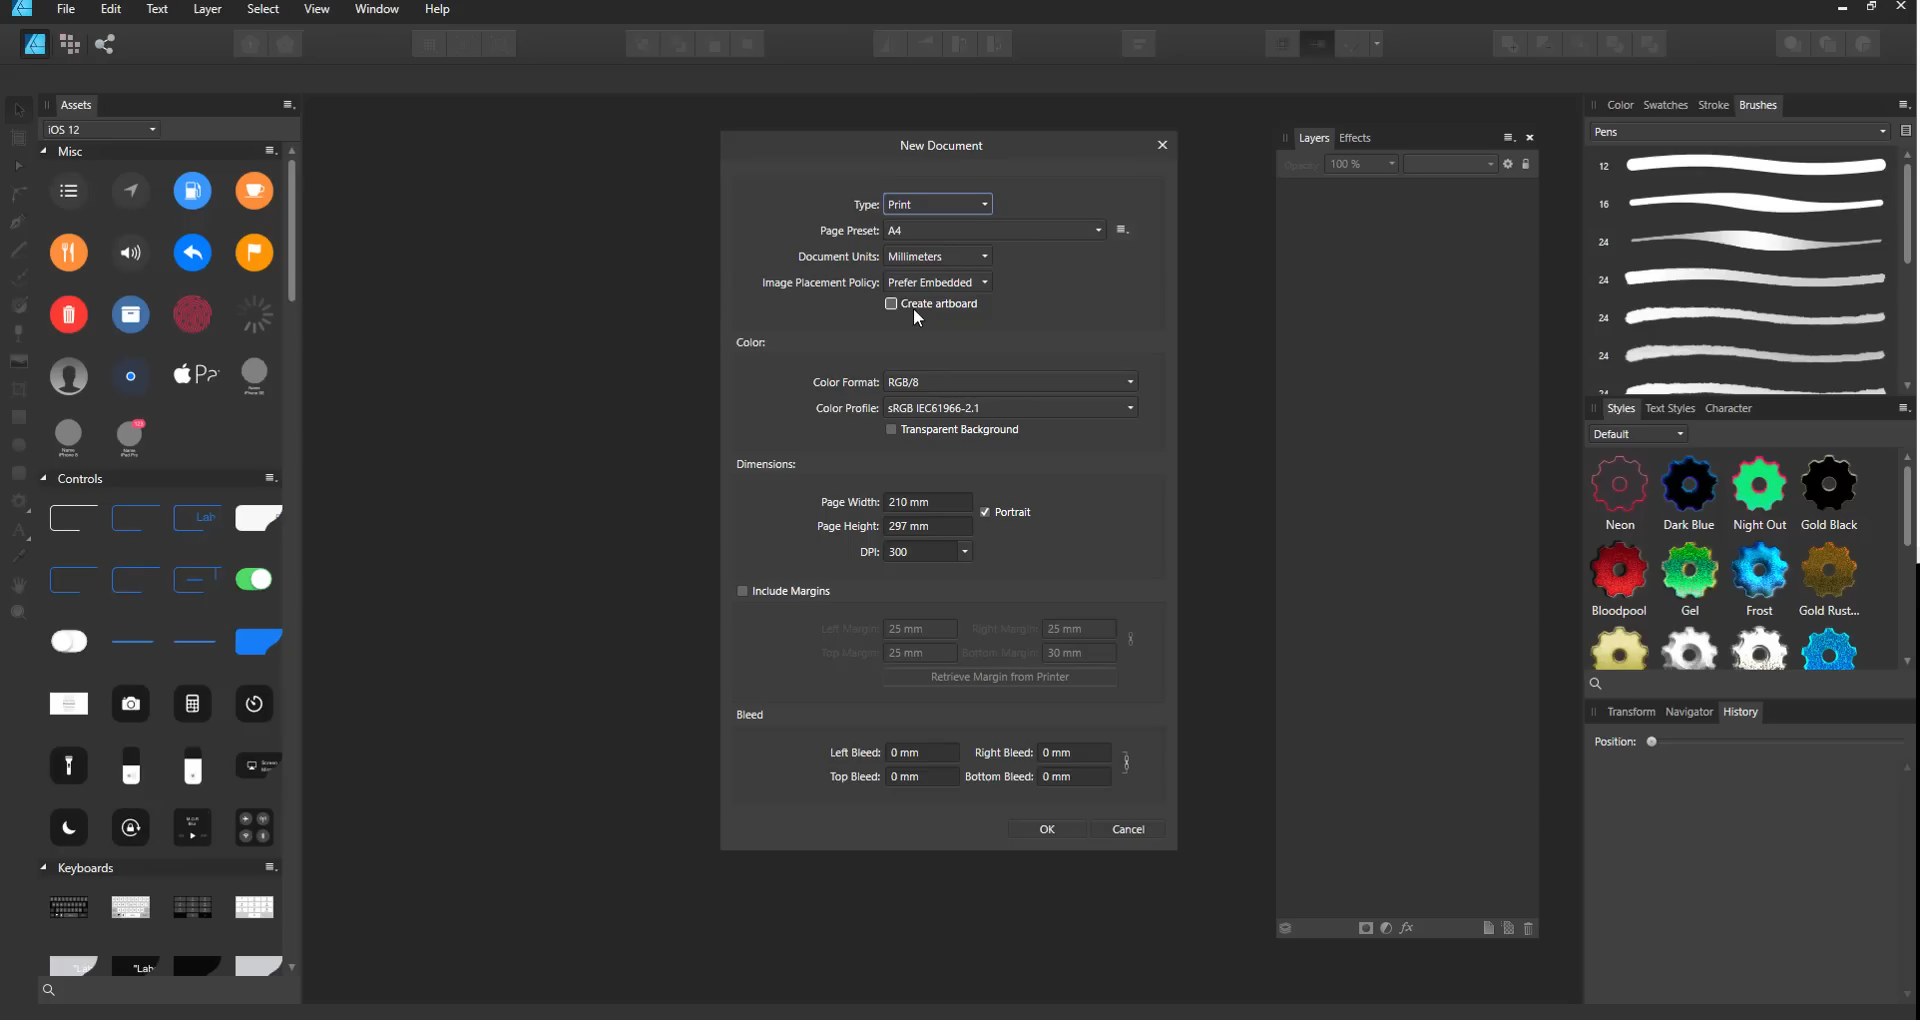 File Edit Text Layer Select View Window Help
Assets
iOS 12
Misc
Pa
Controls
Lab
Keyboards
"Lab
New Document
Type: Print
Page Preset: A4
Document Units: Millimeters
Image Placement Policy: Prefer Embedded
Create artboard
Color:
Color Format: RGB/8
Color Profile: sRGB IEC61966-2.1
Transparent Background
Dimensions:
Page Width: 210 mm
Portrait
Page Height: 297 mm
DPI: 300
Include Margins
Left Margin: 25 mm Right Margin: 25 mm
Top Margin: 25 mm Bottom Margin: 30 mm
Retrieve Margin from Printer
Bleed
Left Bleed: 0 mm Right Bleed: 0 mm
Top Bleed: 0 mm Bottom Bleed: 0 mm
OK Cancel
Layers Effects
Opacity: 100 %
fx
Color Swatches Stroke Brushes
Pens
12
16
24
24
24
24
24
Styles Text Styles Character
Default
Neon Dark Blue Night Out Gold Black
Bloodpool Gel Frost Gold Rust...
Transform Navigator History
Position: